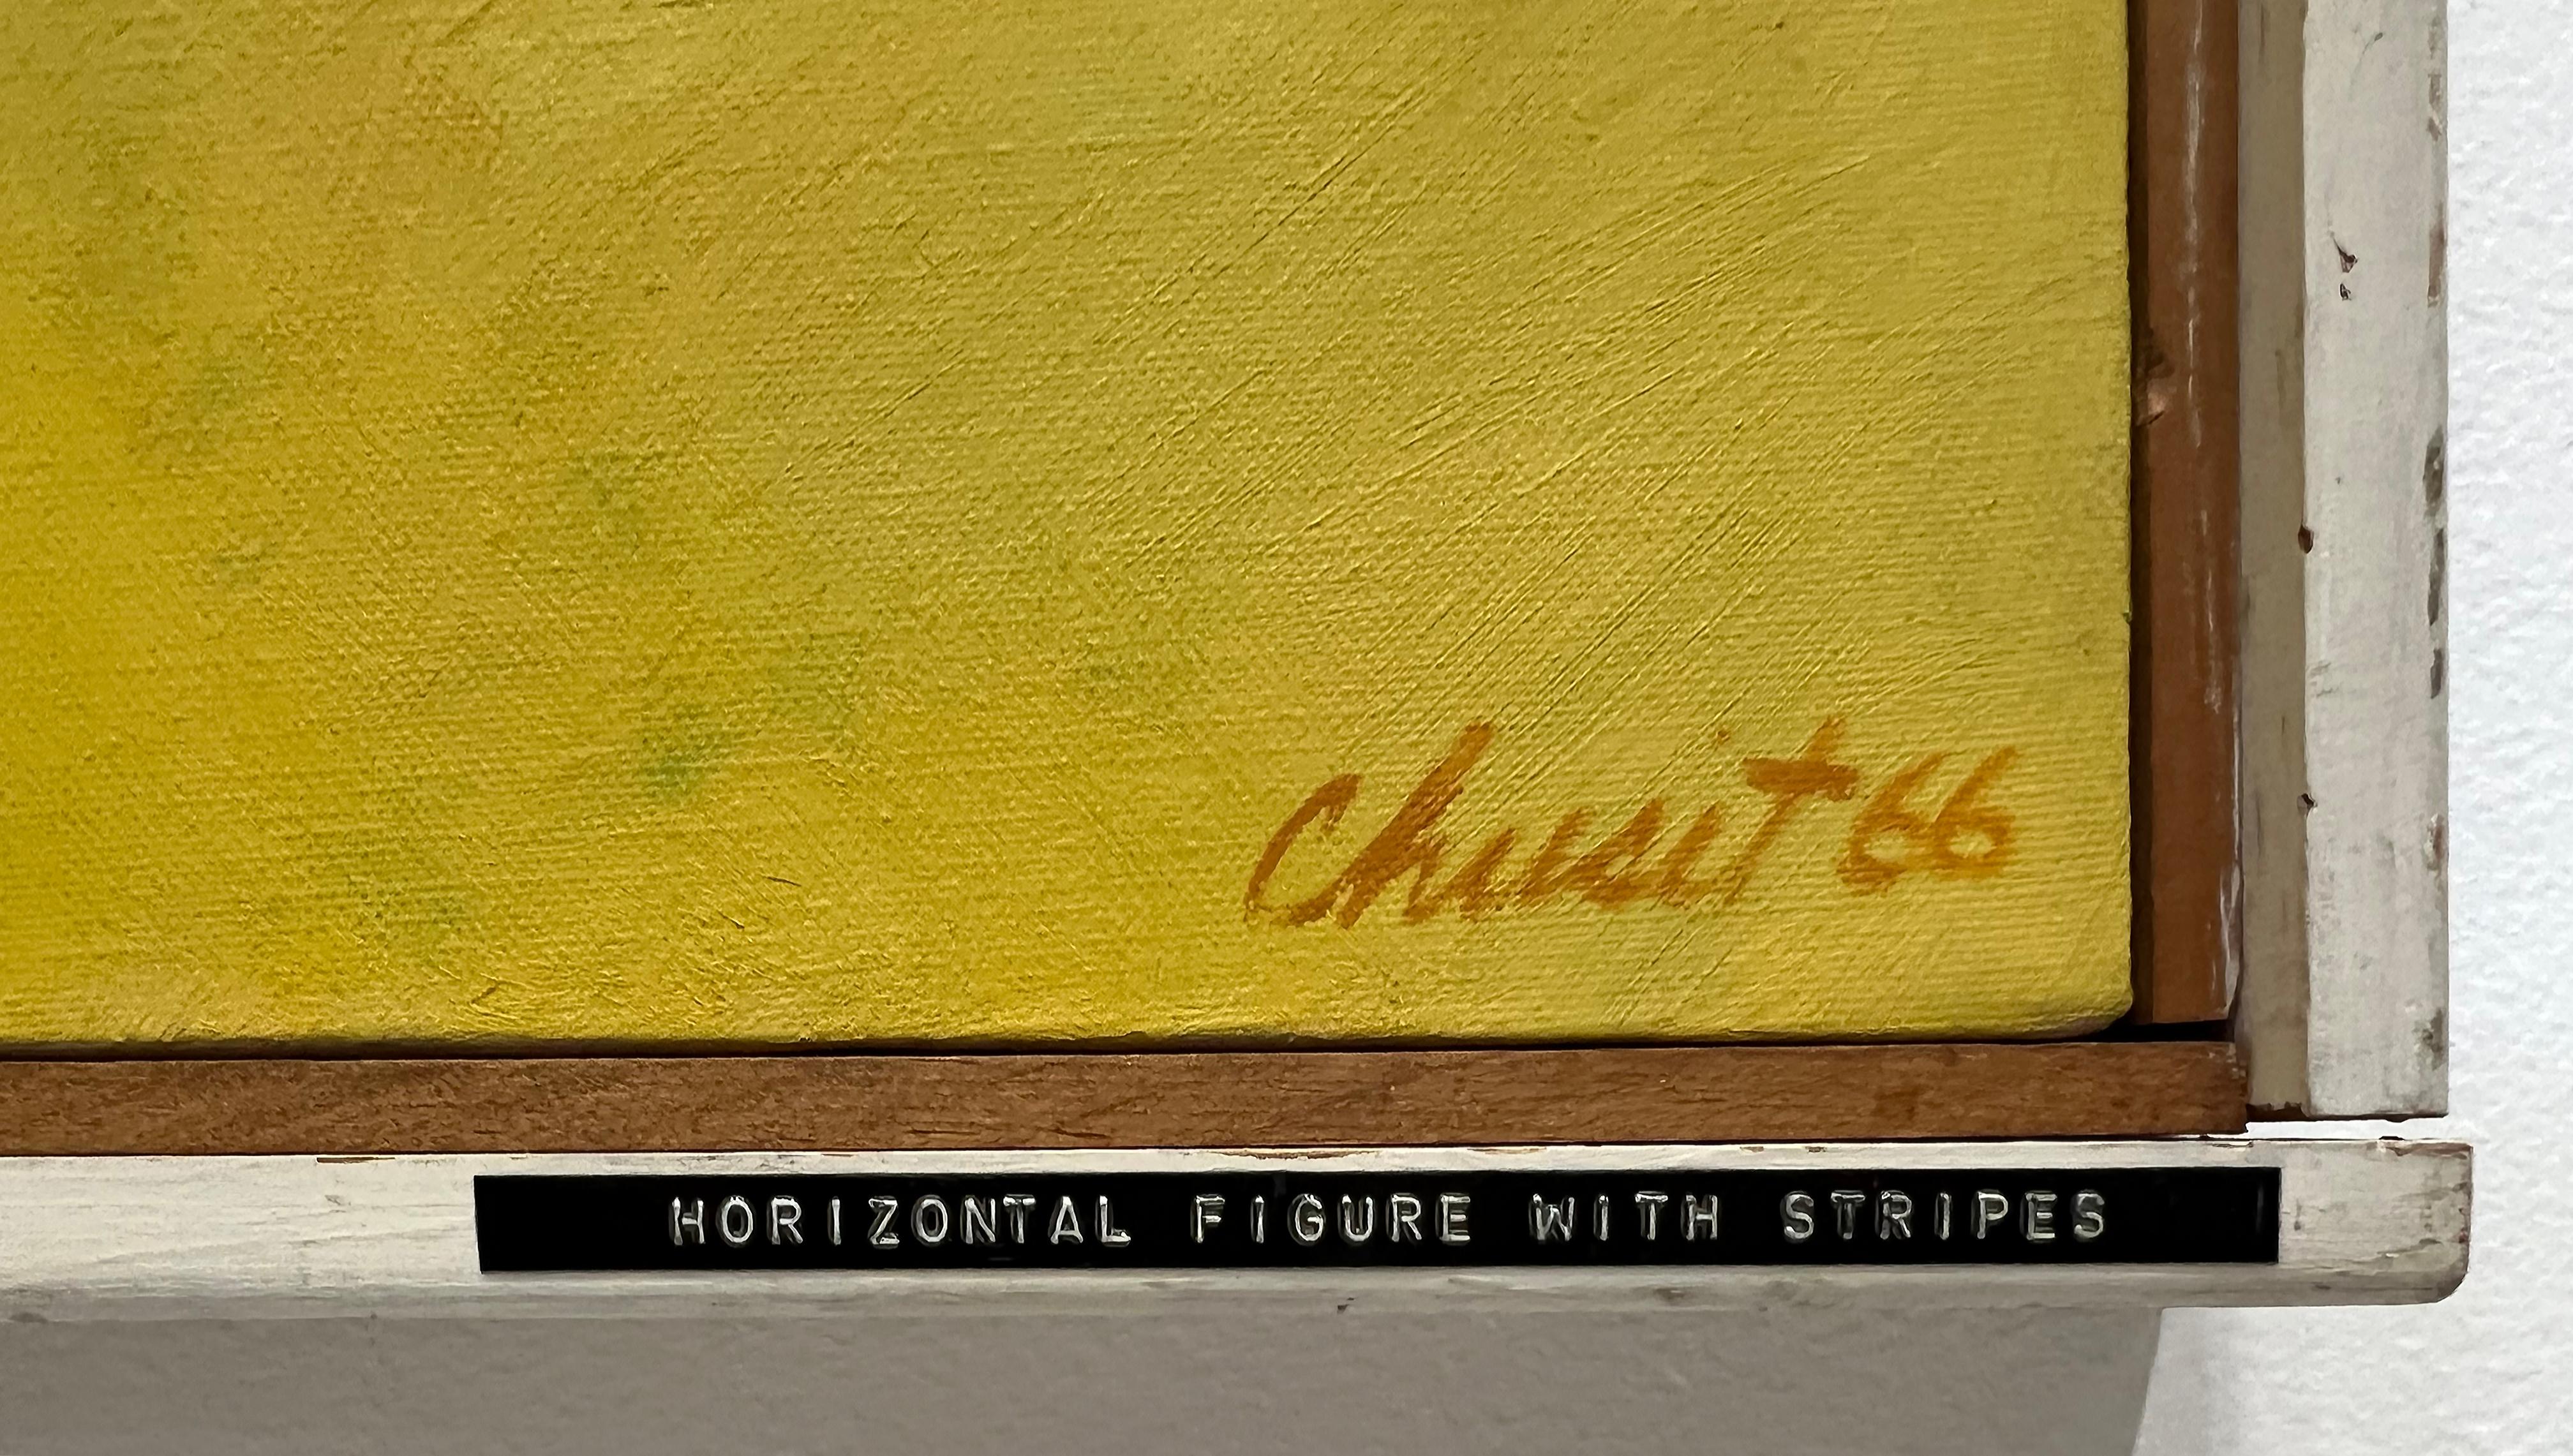 Chusit 66
HORIZONTAL FIGURE WITH STRIPES